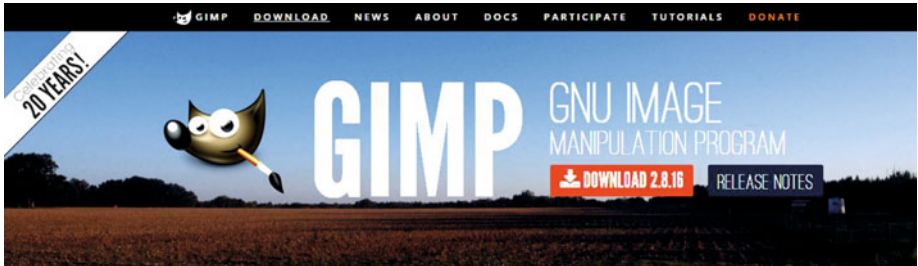 GIMP DOWNLOAD NEWS ABOUT DOCS PARTICIPATE TUTORIALS DONATE
Celebrating
20 YEARS!
GIMP
GNU IMAGE
MANIPULATION PROGRAM
DOWNLOAD 2.8.16 RELEASE NOTES